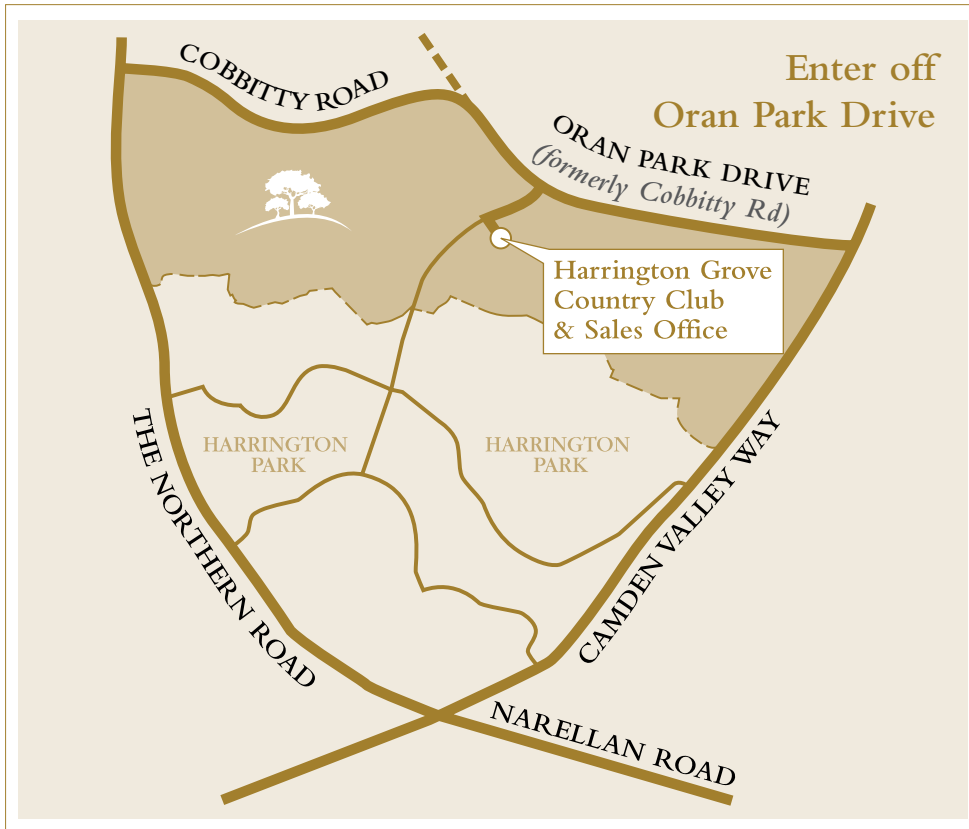 COBBITTY ROAD
Enter off
Oran Park Drive
ORAN PARK DRIVE
(formerly Cobbitty Rd)
Harrington Grove
Country Club
& Sales Office
THE NORTHERN ROAD
HARRINGTON
PARK
HARRINGTON
PARK
CAMDEN VALLEY WAY
NARELLAN ROAD